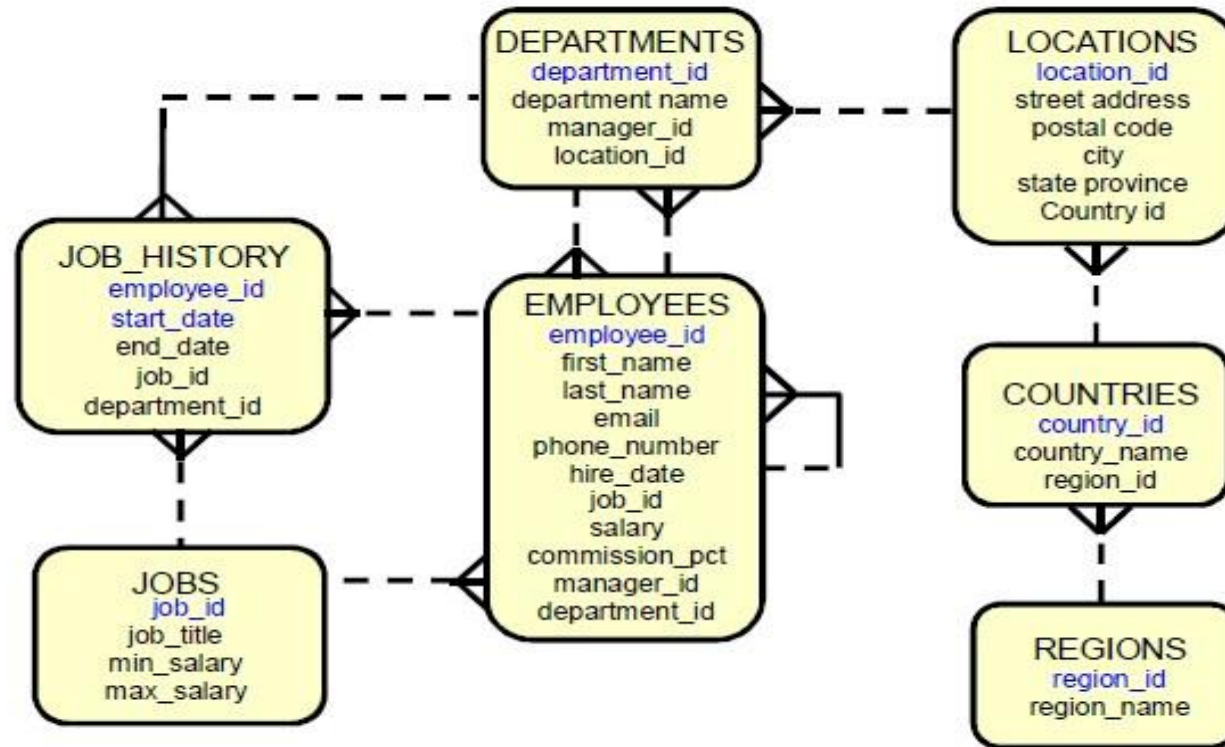 DEPARTMENTS
department_id
department name
manager_id
location_id
LOCATIONS
location_id
street address
postal code
city
state province
Country id
JOB_HISTORY
employee_id
start_date
end_date
job_id
department_id
EMPLOYEES
employee_id
first_name
last_name
email
phone_number
hire_date
job_id
salary
commission_pct
manager_id
department_id
COUNTRIES
country_id
country_name
region_id
JOBS
job_id
job_title
min_salary
max_salary
REGIONS
region_id
region_name